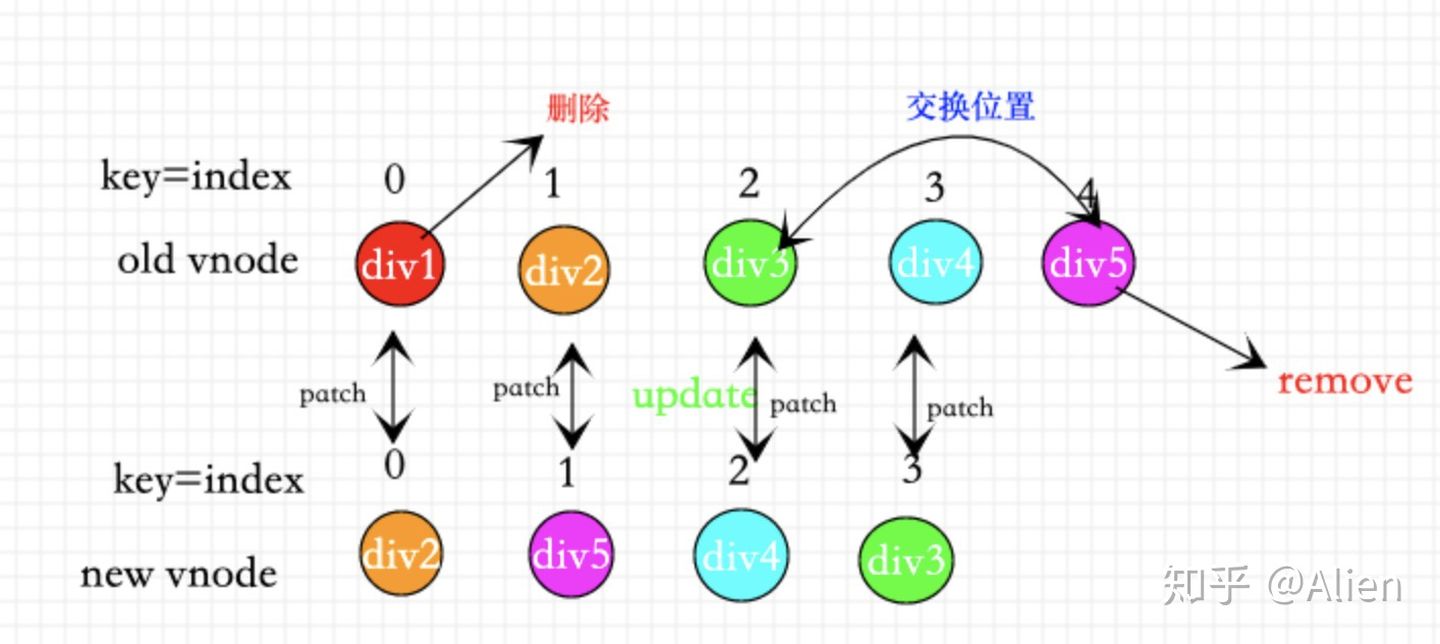 删除 交换位置
key=index 0 1 2 3 4
old vnode div1 div2 div3 div4 div5
patch patch update patch patch remove
key=index 0 1 2 3
new vnode div2 div5 div4 div3
知乎 @Alien